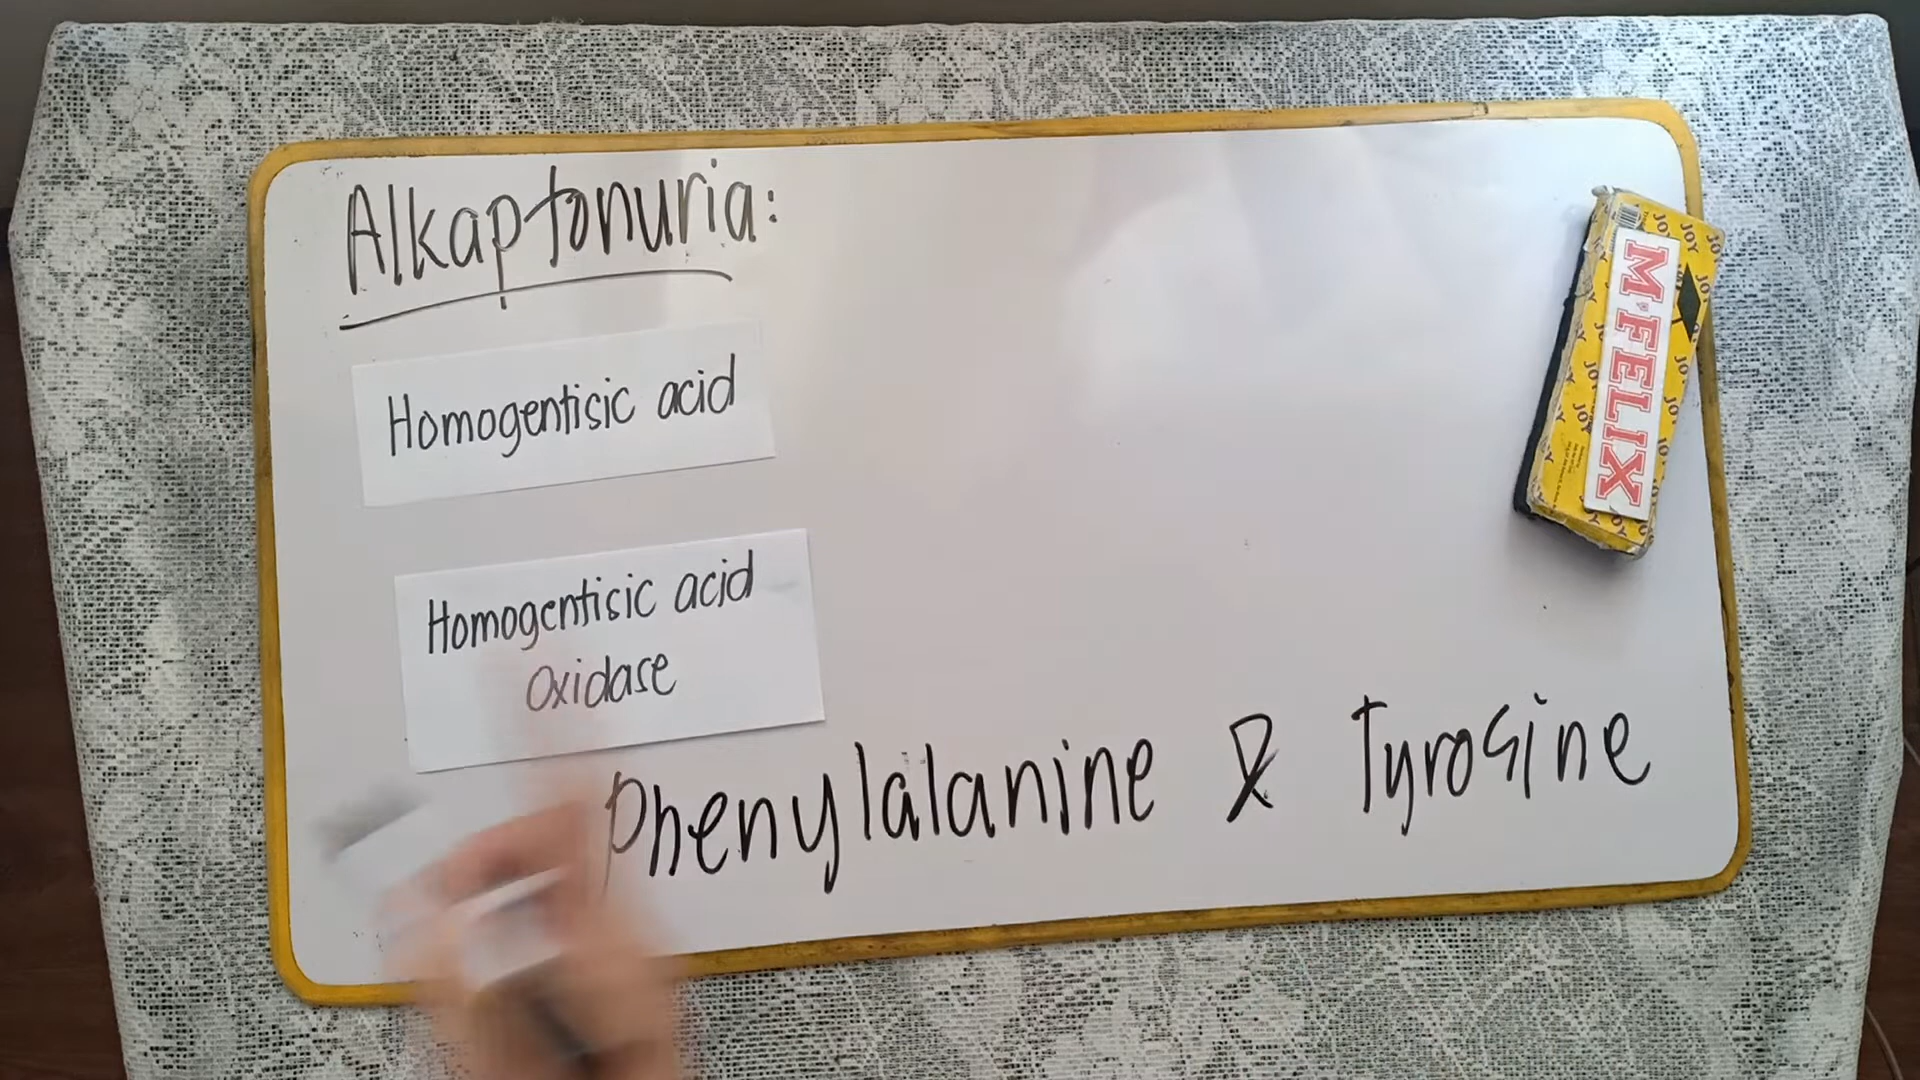 Alkaptonuria:
Homogentisic acid
Homogentisic acid
Oxidase
Phenylalanine & Tyrosine
M•FELIX
JOY